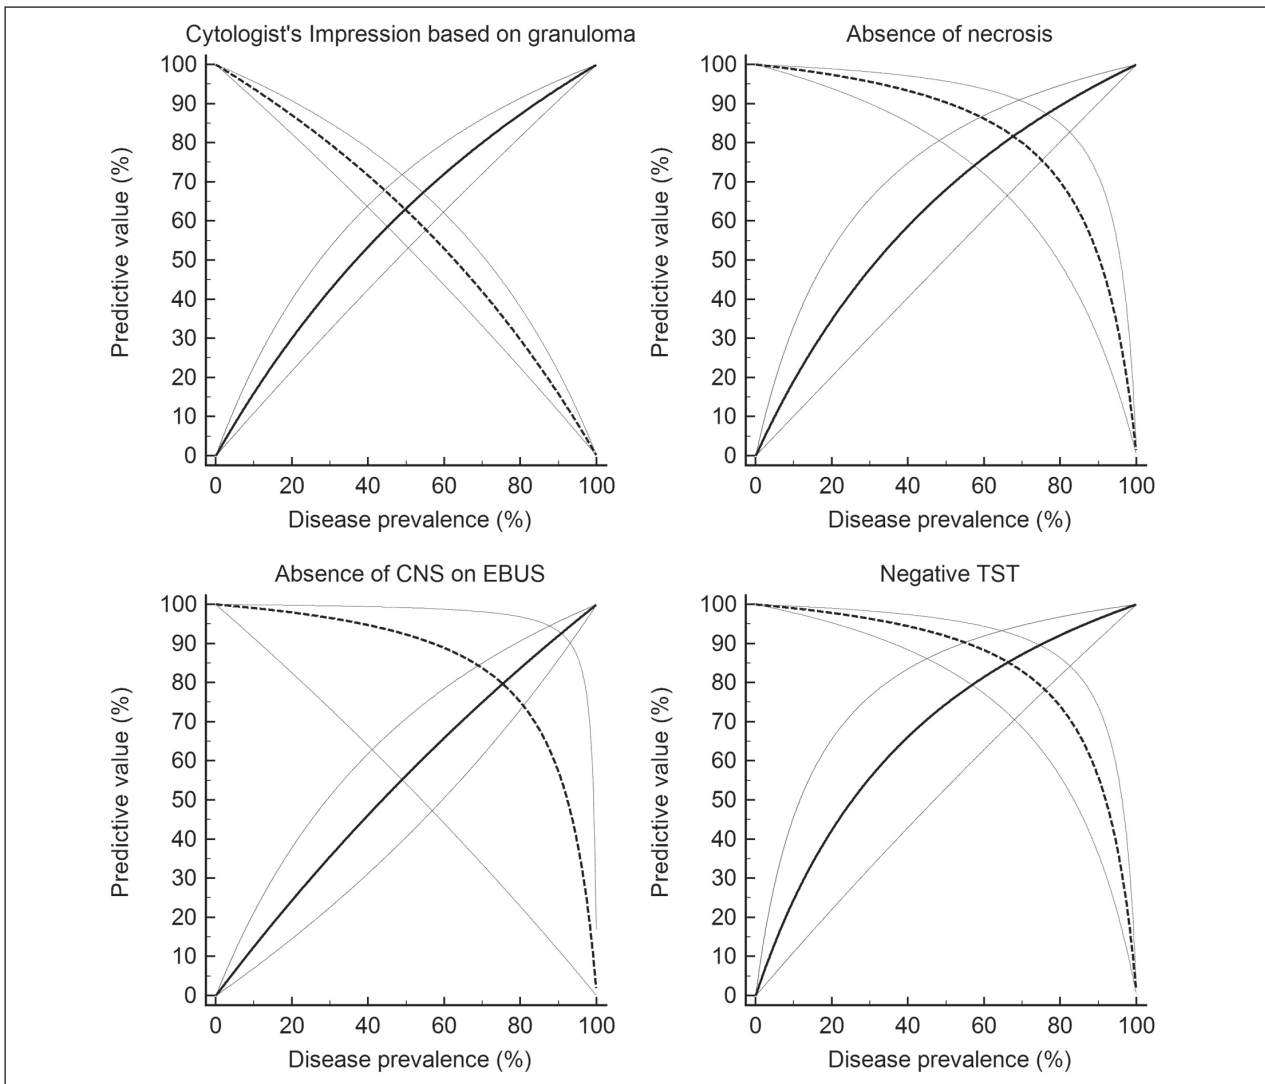 Cytologist's Impression based on granuloma
100
90
80
70
60
50
40
30
20
10
0
Predictive value (%)
0 20 40 60 80 100
Disease prevalence (%)
Absence of necrosis
100
90
80
70
60
50
40
30
20
10
0
Predictive value (%)
0 20 40 60 80 100
Disease prevalence (%)
Absence of CNS on EBUS
100
90
80
70
60
50
40
30
20
10
0
Predictive value (%)
0 20 40 60 80 100
Disease prevalence (%)
Negative TST
100
90
80
70
60
50
40
30
20
10
0
Predictive value (%)
0 20 40 60 80 100
Disease prevalence (%)